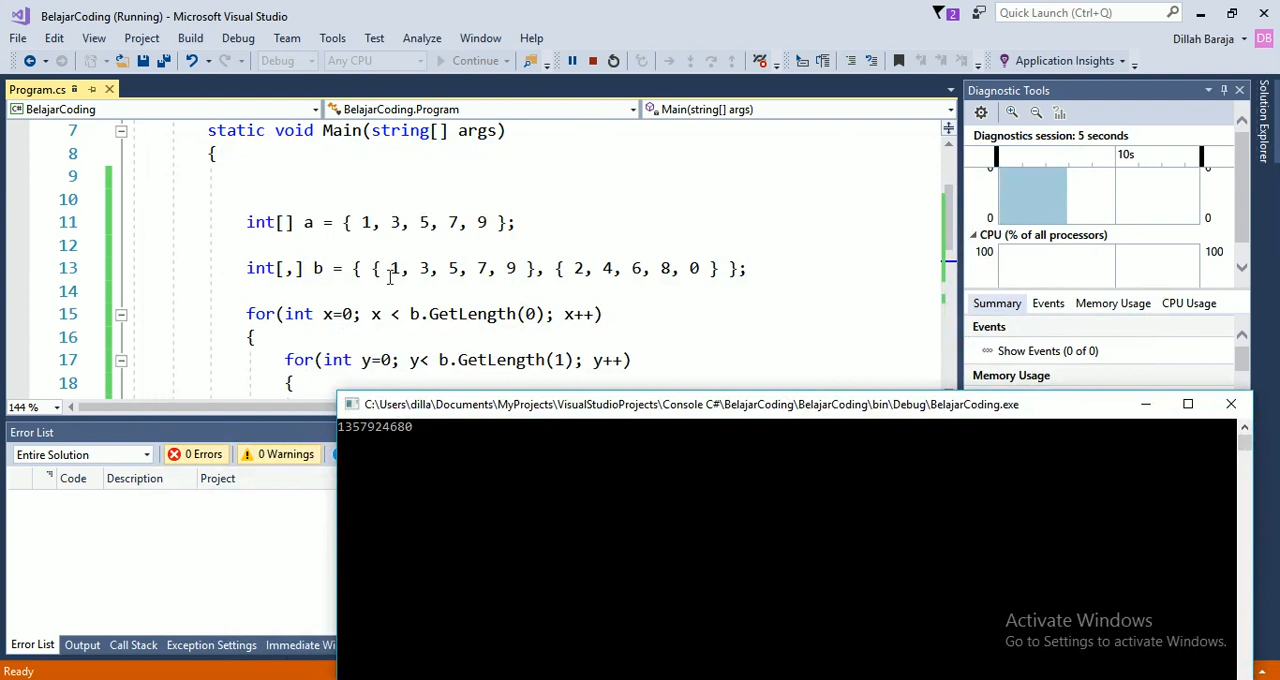 BelajarCoding (Running) - Microsoft Visual Studio
2
Quick Launch (Ctrl+Q)
File Edit View Project Build Debug Team Tools Test Analyze Window Help
Dillah Baraja DB
Debug Any CPU Continue Application Insights
Program.cs
BelajarCoding BelajarCoding.Program Main(string[] args)
7 static void Main(string[] args)
8 {
9
10
11 int[] a = { 1, 3, 5, 7, 9 };
12
13 int[,] b = { { 1, 3, 5, 7, 9 }, { 2, 4, 6, 8, 0 } };
14
15 for(int x=0; x < b.GetLength(0); x++)
16 {
17 for(int y=0; y< b.GetLength(1); y++)
18 {
144 %
Diagnostic Tools
Diagnostics session: 5 seconds
10s
0 0
CPU (% of all processors)
100 100
Summary Events Memory Usage CPU Usage
Events
Show Events (0 of 0)
Memory Usage
Solution Explorer
Error List
Entire Solution 0 Errors 0 Warnings
Code Description Project
Error List Output Call Stack Exception Settings Immediate Wi
Ready
C:\Users\dilla\Documents\MyProjects\VisualStudioProjects\Console C#\BelajarCoding\BelajarCoding\bin\Debug\BelajarCoding.exe
1357924680
Activate Windows
Go to Settings to activate Windows.